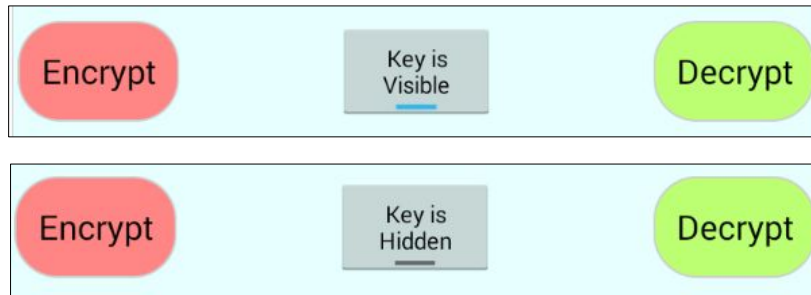 Encrypt
Key is
Visible
Decrypt
Encrypt
Key is
Hidden
Decrypt